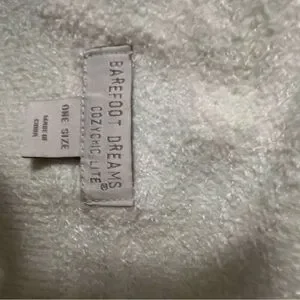 BAREFOOT DREAMS
COZYCHIC LITE®
ONE SIZE
MADE IN
CHINA